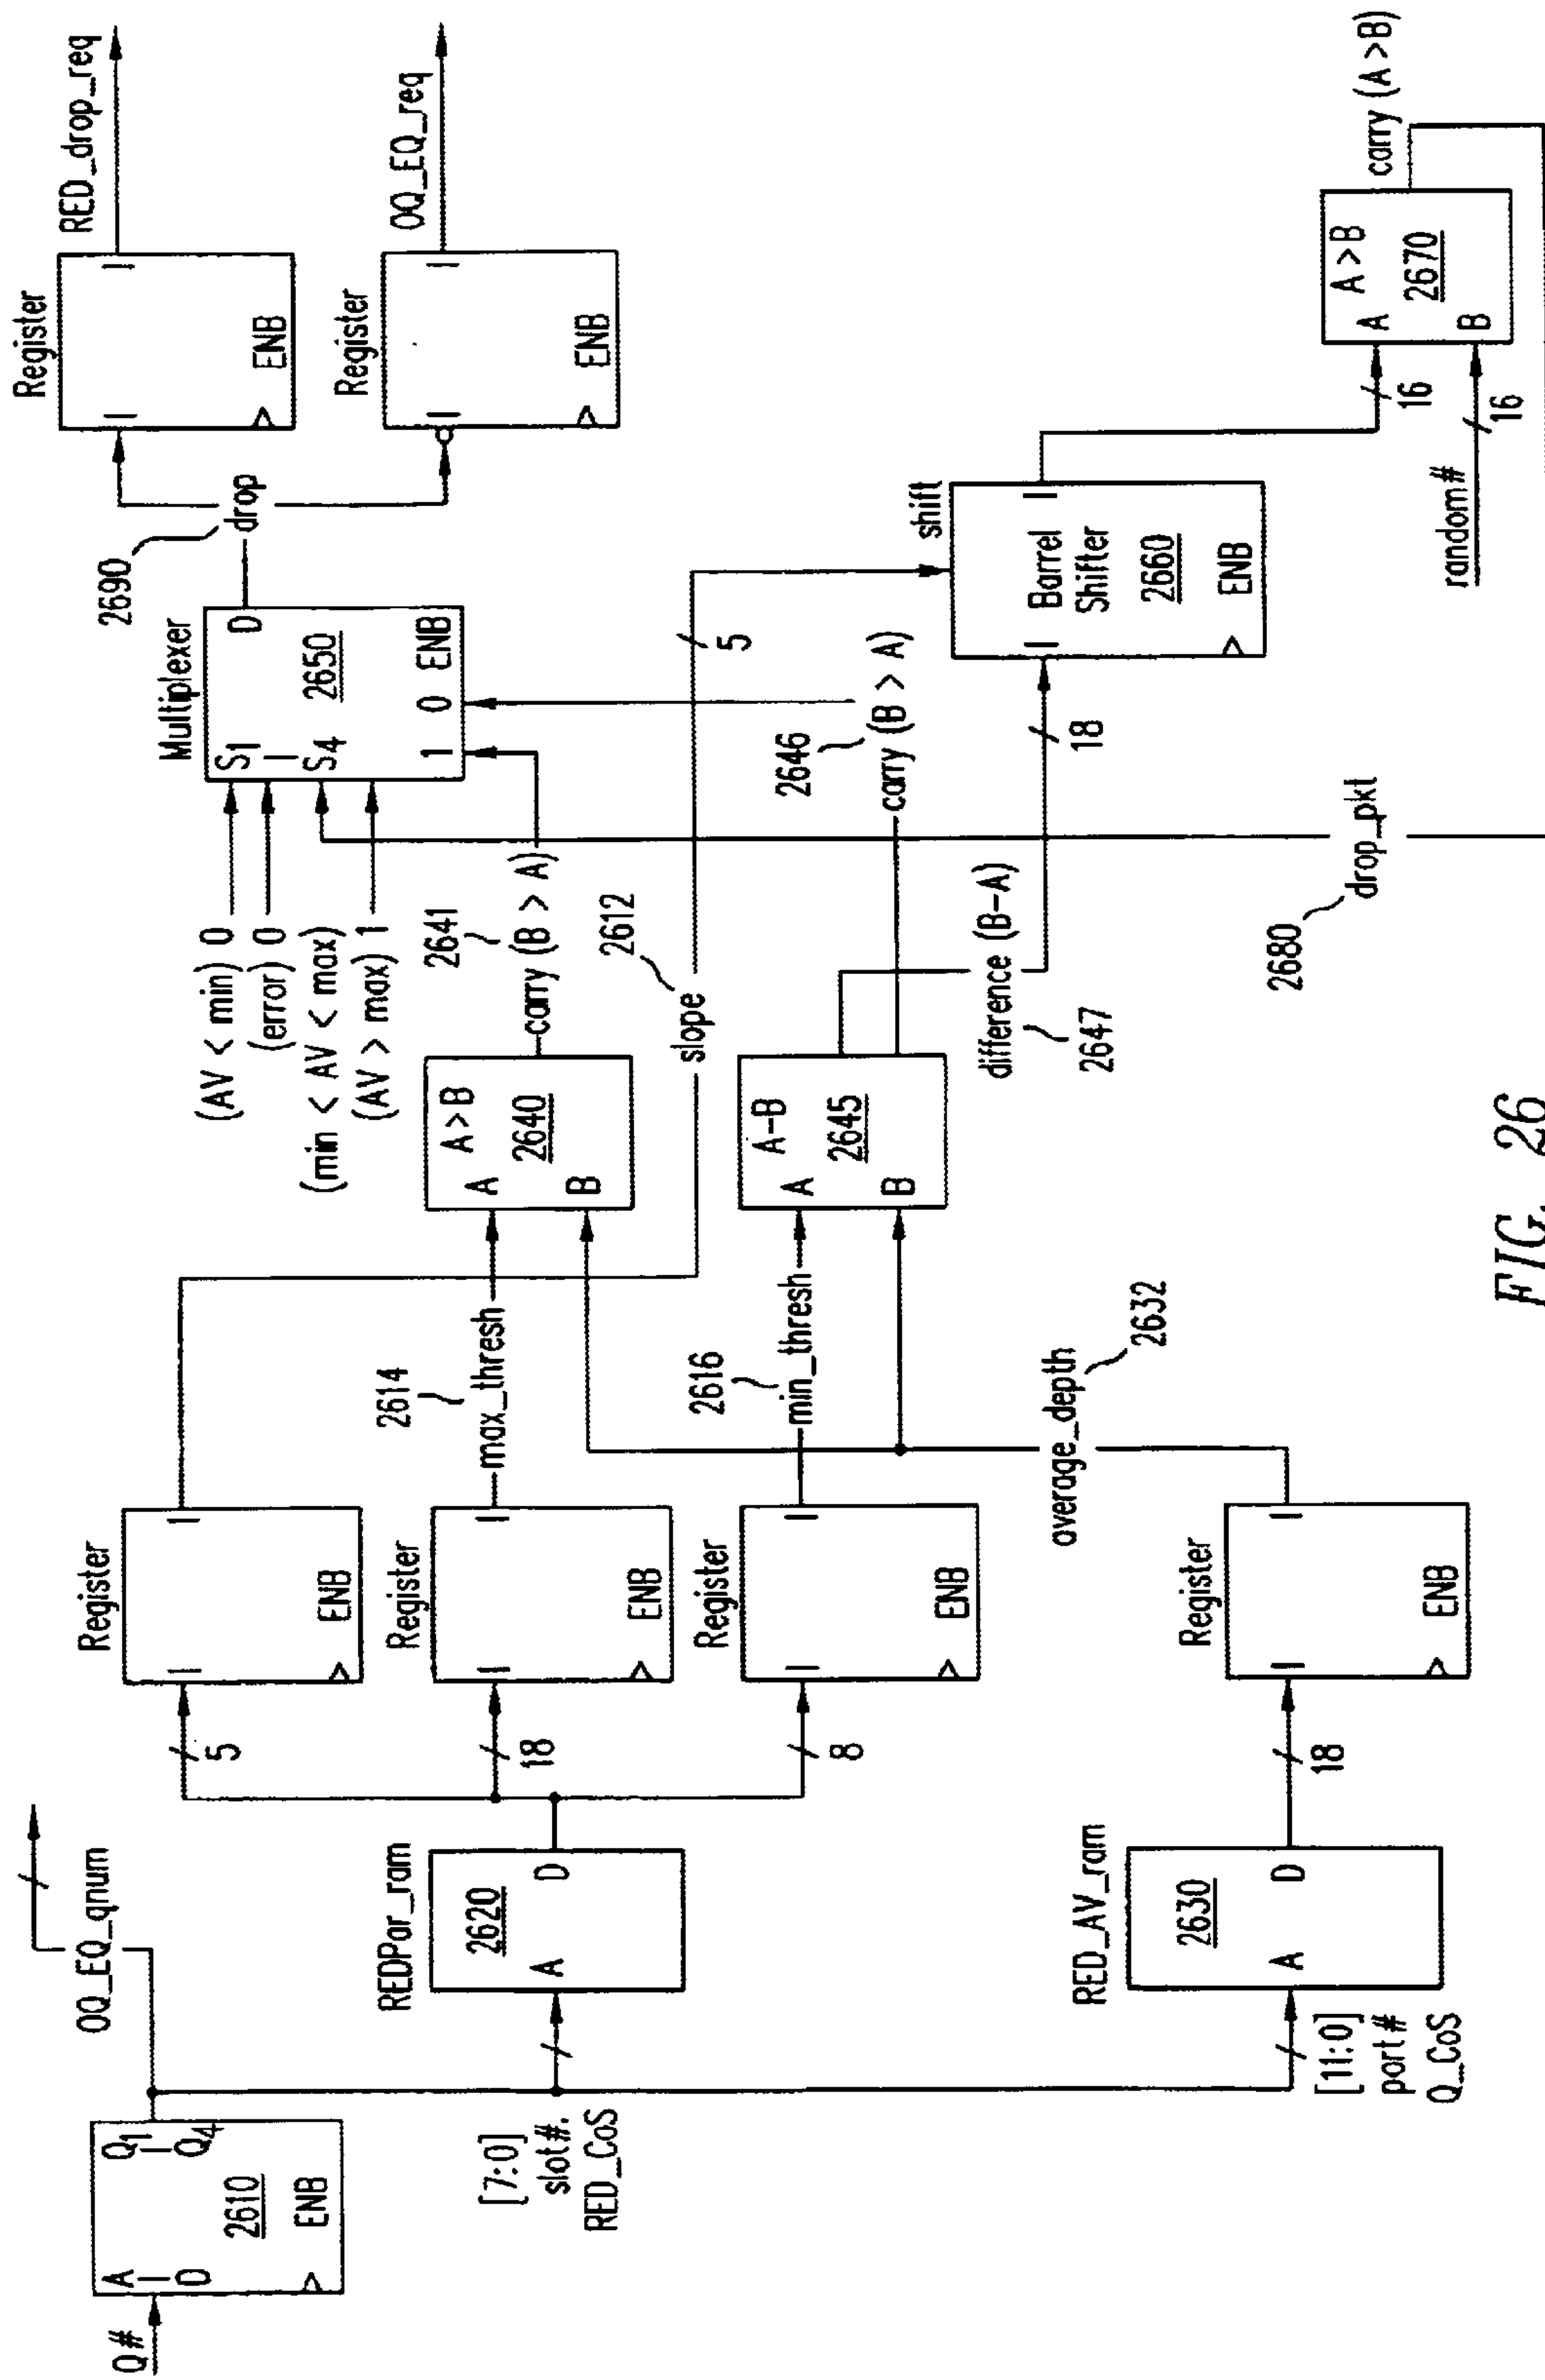 Q#
A
D
Q1
Q4
2610
ENB
OQ_EQ_qnum
[7:0]
slot#.
RED_CoS
[11:0]
port#
Q_CoS
REDPar_ram
2620
A
D
RED_AV_ram
2630
A
D
5
18
8
18
Register
ENB
Register
ENB
Register
ENB
Register
ENB
2614
max_thresh
2616
min_thresh
average_depth
2632
A > B
A
2640
B
A-B
A
2645
B
carry (B > A)
2641
slope
2612
difference (B-A)
2647
carry (B > A)
2646
(AV < min) 0
(error) 0
(min < AV < max)
(AV > max) 1
Multiplexer
S1
S4
D
2650
1
0
ENB
5
18
2680
drop_pkt
2690
drop
shift
Barrel
Shifter
2660
ENB
Register
ENB
Register
ENB
RED_drop_req
OQ_EQ_req
16
random#
16
A > B
A
2670
B
carry (A > B)
FIG. 26